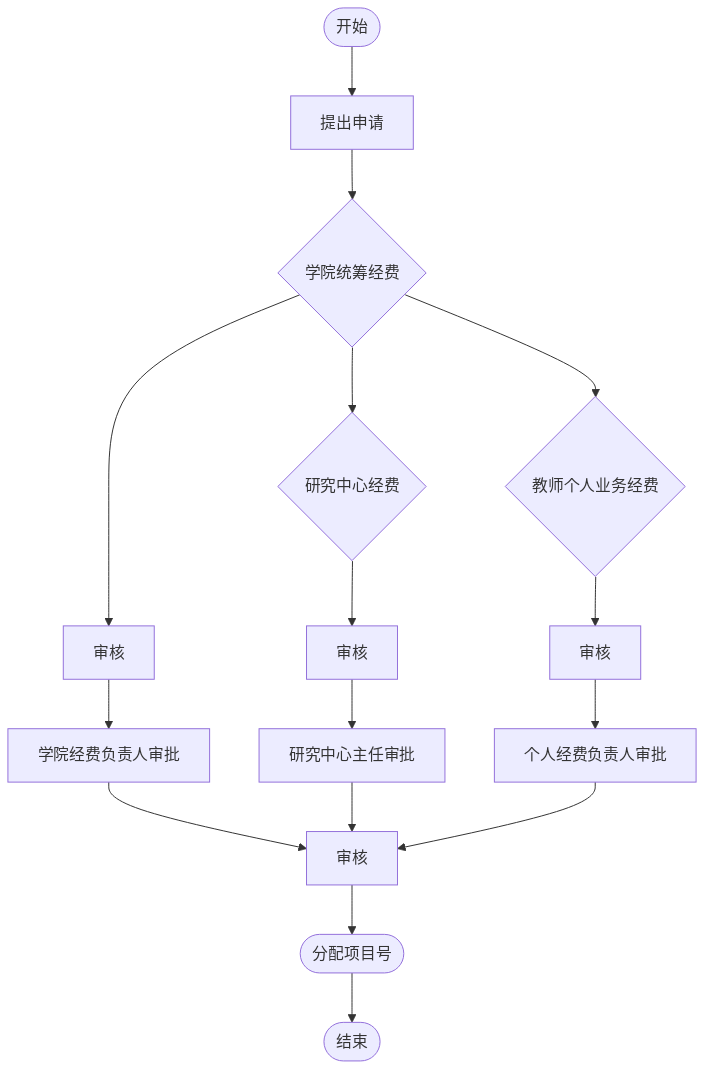 开始
提出申请
学院统筹经费
研究中心经费
教师个人业务经费
审核
审核
审核
学院经费负责人审批
研究中心主任审批
个人经费负责人审批
审核
分配项目号
结束